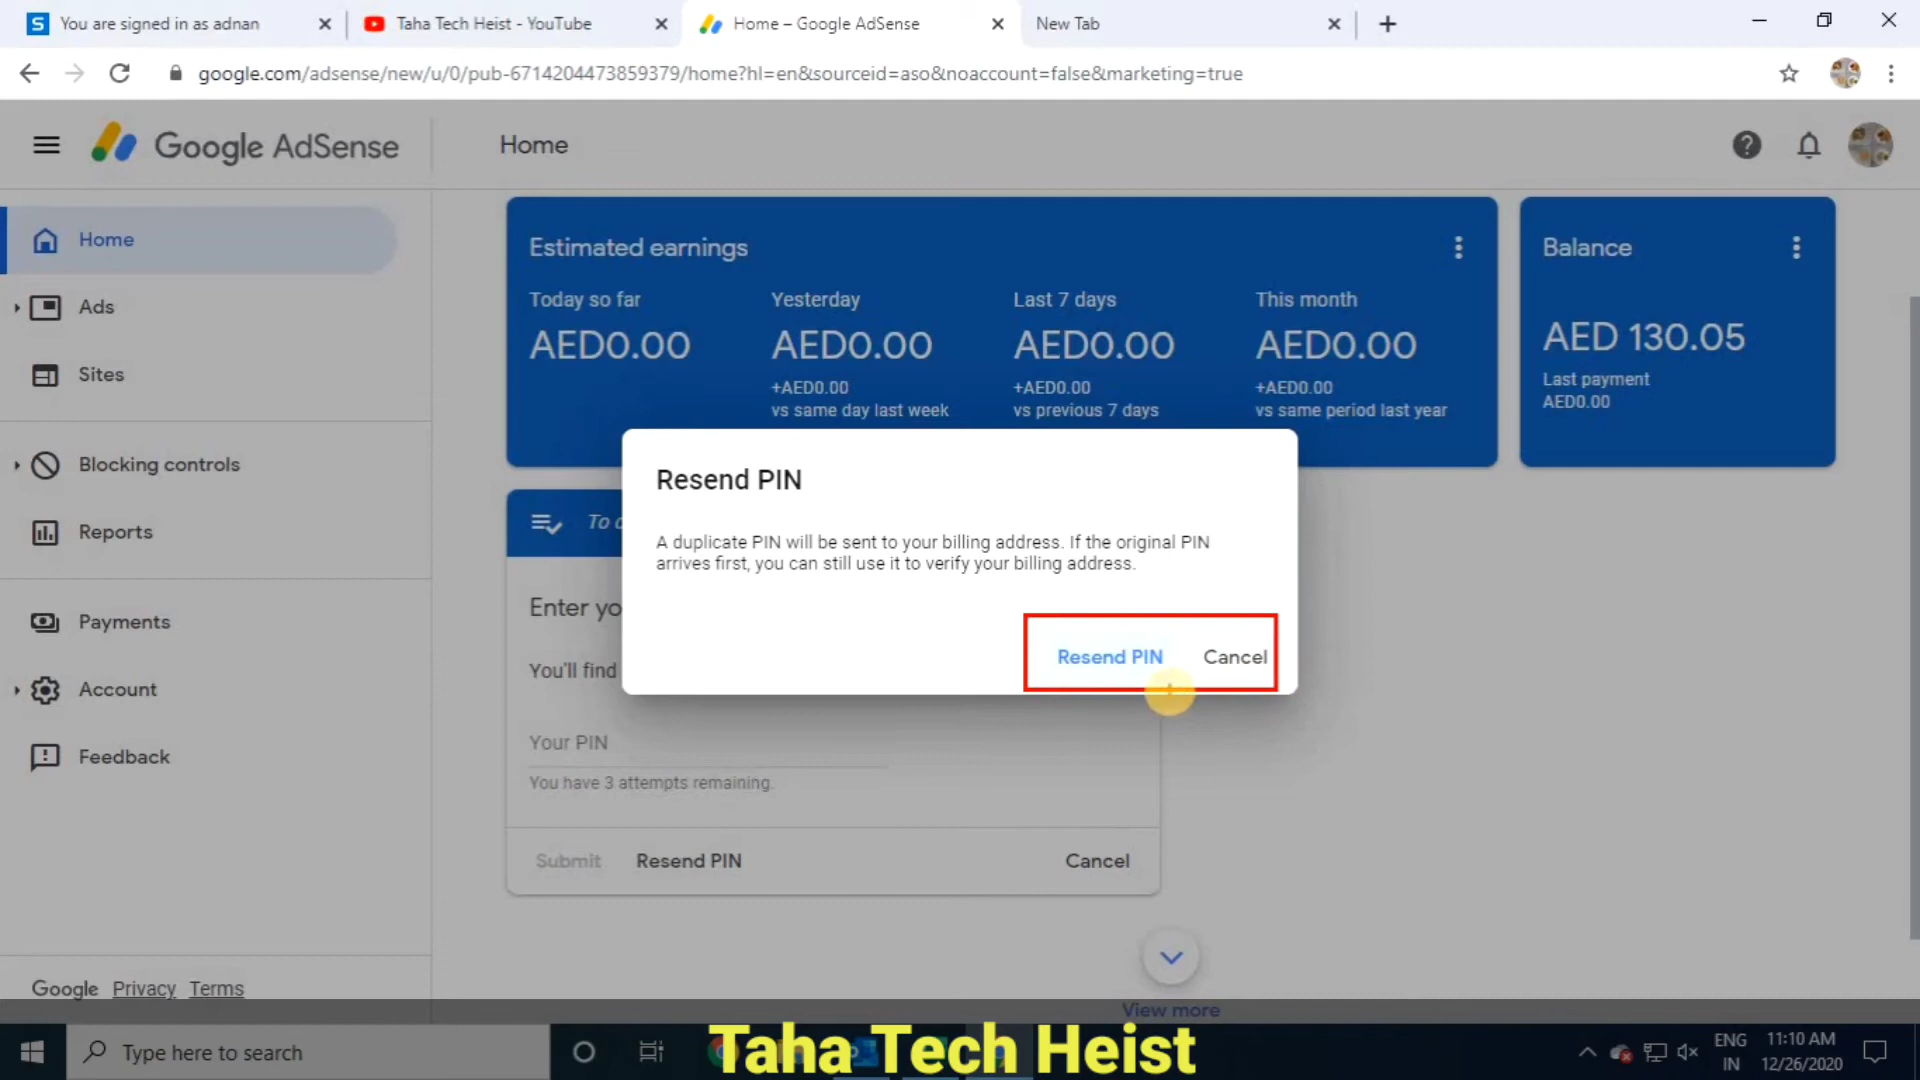 You are signed in as adnan
Taha Tech Heist - YouTube
Home – Google AdSense
New Tab
google.com/adsense/new/u/0/pub-6714204473859379/home?hl=en&sourceid=aso&noaccount=false&marketing=true
Google AdSense
Home
Home
Ads
Sites
Blocking controls
Reports
Payments
Account
Feedback
Google Privacy Terms
Estimated earnings
Today so far
AED0.00
Yesterday
AED0.00
+AED0.00
vs same day last week
Last 7 days
AED0.00
+AED0.00
vs previous 7 days
This month
AED0.00
+AED0.00
vs same period last year
Balance
AED 130.05
Last payment
AED0.00
To
Enter yo
You'll find
Resend PIN
A duplicate PIN will be sent to your billing address. If the original PIN
arrives first, you can still use it to verify your billing address.
Resend PIN Cancel
Your PIN
You have 3 attempts remaining.
Submit Resend PIN Cancel
View more
Type here to search
Taha Tech Heist
ENG
IN
11:10 AM
12/26/2020